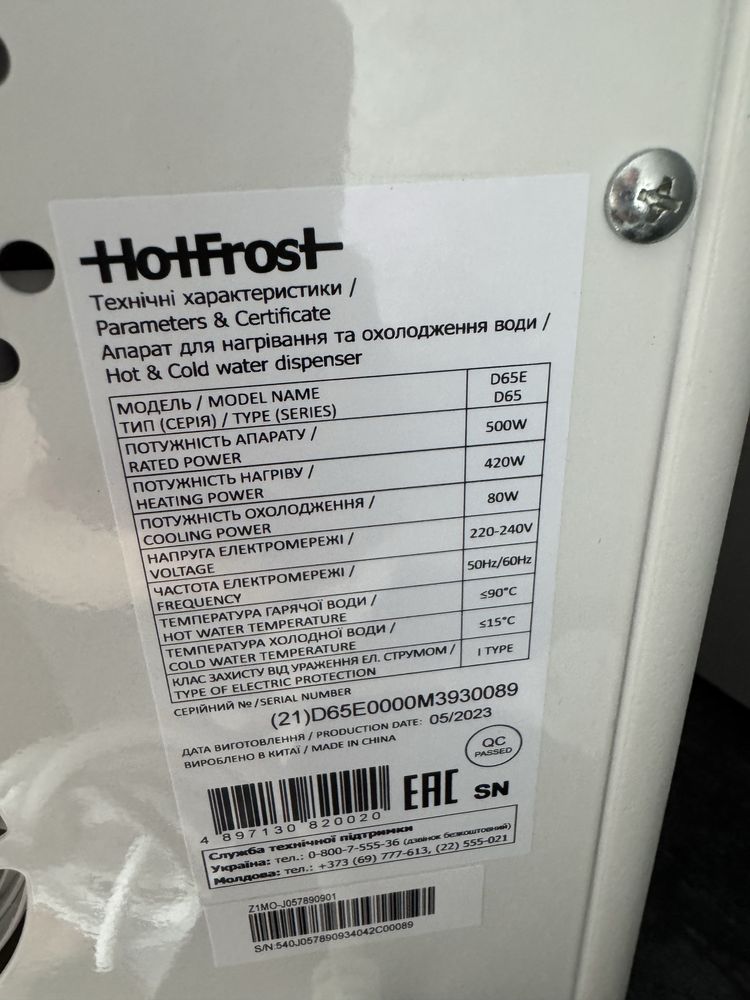 HotFrost
Технічні характеристики /
Parameters & Certificate
Апарат для нагрівання та охолодження води /
Hot & Cold water dispenser
МОДЕЛЬ / MODEL NAME D65E
ТИП (СЕРІЯ) / TYPE (SERIES) D65
ПОТУЖНІСТЬ АПАРАТУ /
RATED POWER 500W
ПОТУЖНІСТЬ НАГРІВУ /
HEATING POWER 420W
ПОТУЖНІСТЬ ОХОЛОДЖЕННЯ /
COOLING POWER 80W
НАПРУГА ЕЛЕКТРОМЕРЕЖІ /
VOLTAGE 220-240V
ЧАСТОТА ЕЛЕКТРОМЕРЕЖІ /
FREQUENCY 50Hz/60Hz
ТЕМПЕРАТУРА ГАРЯЧОЇ ВОДИ /
HOT WATER TEMPERATURE ≤90°C
ТЕМПЕРАТУРА ХОЛОДНОЇ ВОДИ /
COLD WATER TEMPERATURE ≤15°C
КЛАС ЗАХИСТУ ВІД УРАЖЕННЯ ЕЛ. СТРУМОМ /
TYPE OF ELECTRIC PROTECTION I TYPE
СЕРІЙНИЙ № /SERIAL NUMBER
(21)D65E0000M3930089
ДАТА ВИГОТОВЛЕННЯ / PRODUCTION DATE: 05/2023
ВИРОБЛЕНО В КИТАЇ / MADE IN CHINA
QC
PASSED
EAC SN
4 897130 820020
Служба технічної підтримки
Україна: тел.: 0-800-7-555-36 (дзвінок безкоштовний)
Молдова: тел.: +373 (69) 777-613, (22) 555-021
Z1MO-J057890901
S/N:540J057890934042C00089